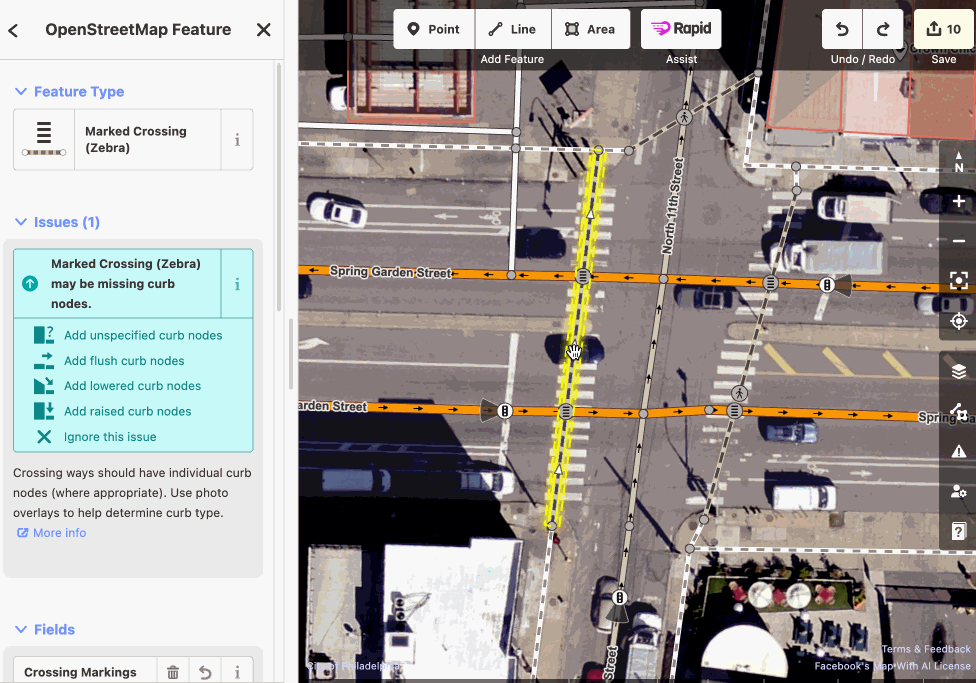 OpenStreetMap Feature
Feature Type
Marked Crossing
(Zebra)
Issues (1)
Marked Crossing (Zebra)
may be missing curb
nodes.
Add unspecified curb nodes
Add flush curb nodes
Add lowered curb nodes
Add raised curb nodes
Ignore this issue
Crossing ways should have individual curb
nodes (where appropriate). Use photo
overlays to help determine curb type.
More info
Fields
Crossing Markings
Point
Line
Area
Rapid
10
Add Feature
Assist
Undo / Redo
Save
N
North 11th Street
Spring Garden Street
arden Street
Spring Ga
Street
City of Philadelphia
Terms & Feedback
Facebook's Map With AI License